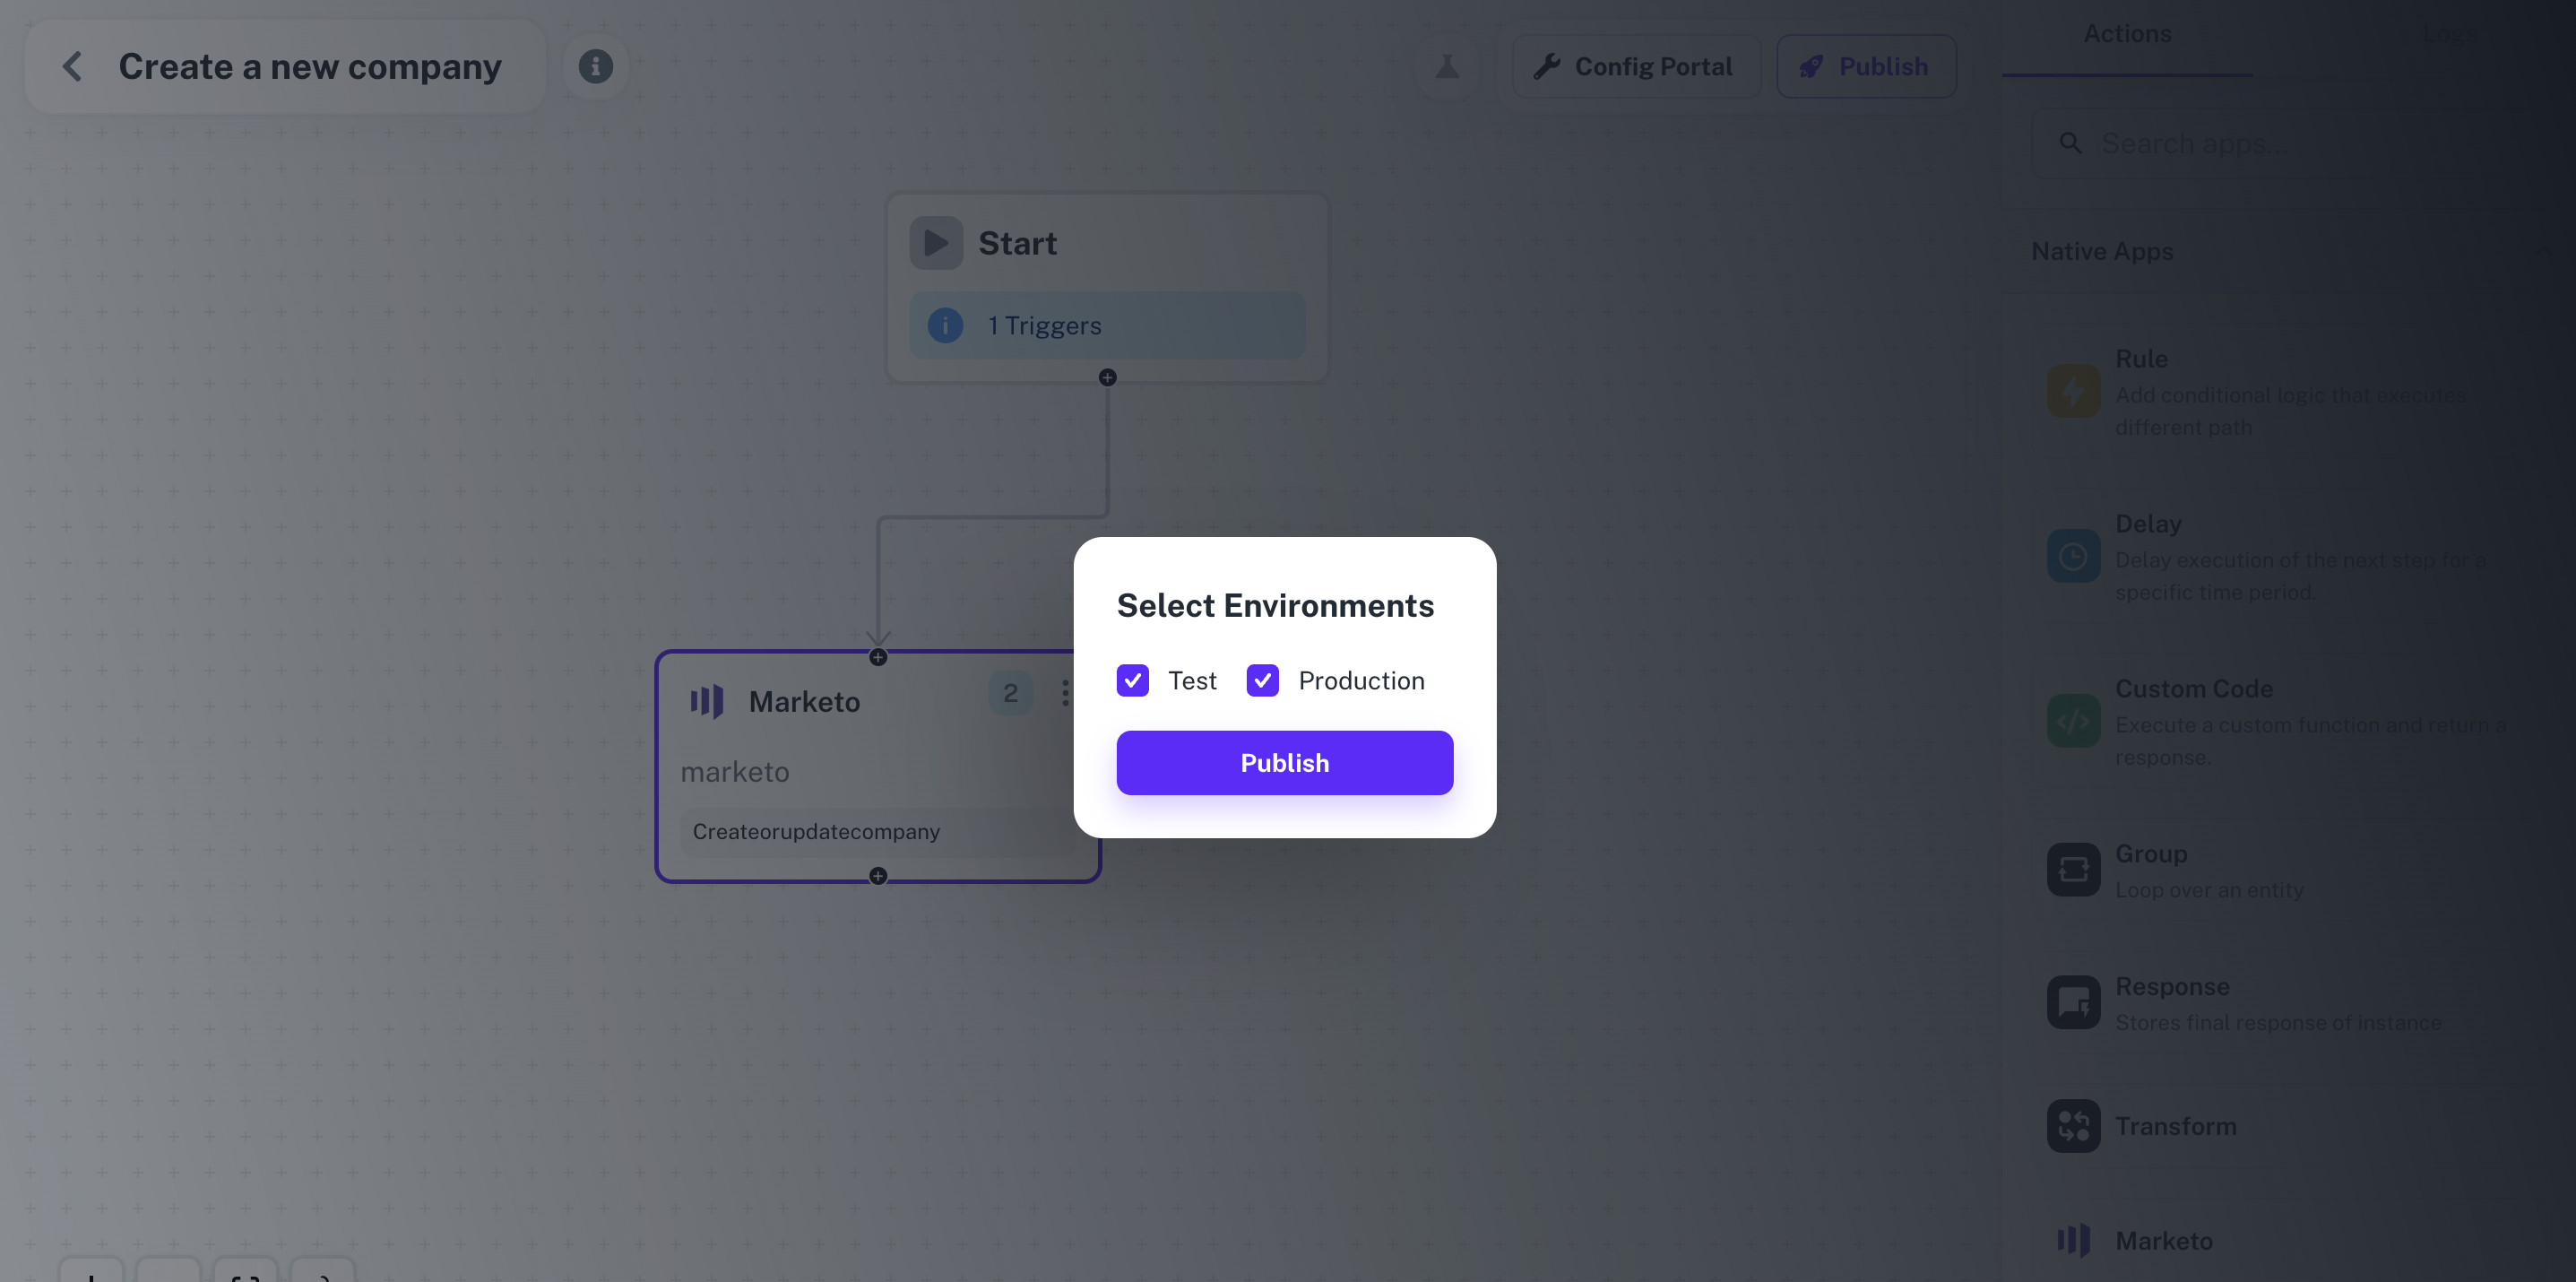 Create a new company
Config Portal
Publish
Actions
Logs
Search apps...
Start
1 Triggers
Native Apps
Rule
Add conditional logic that executes
different path
Delay
Delay execution of the next step for a
specific time period.
Select Environments
Test
Production
Publish
Marketo
2
marketo
Createorupdatecompany
Custom Code
Execute a custom function and return a
response.
Group
Loop over an entity
Response
Stores final response of instance
Transform
Marketo